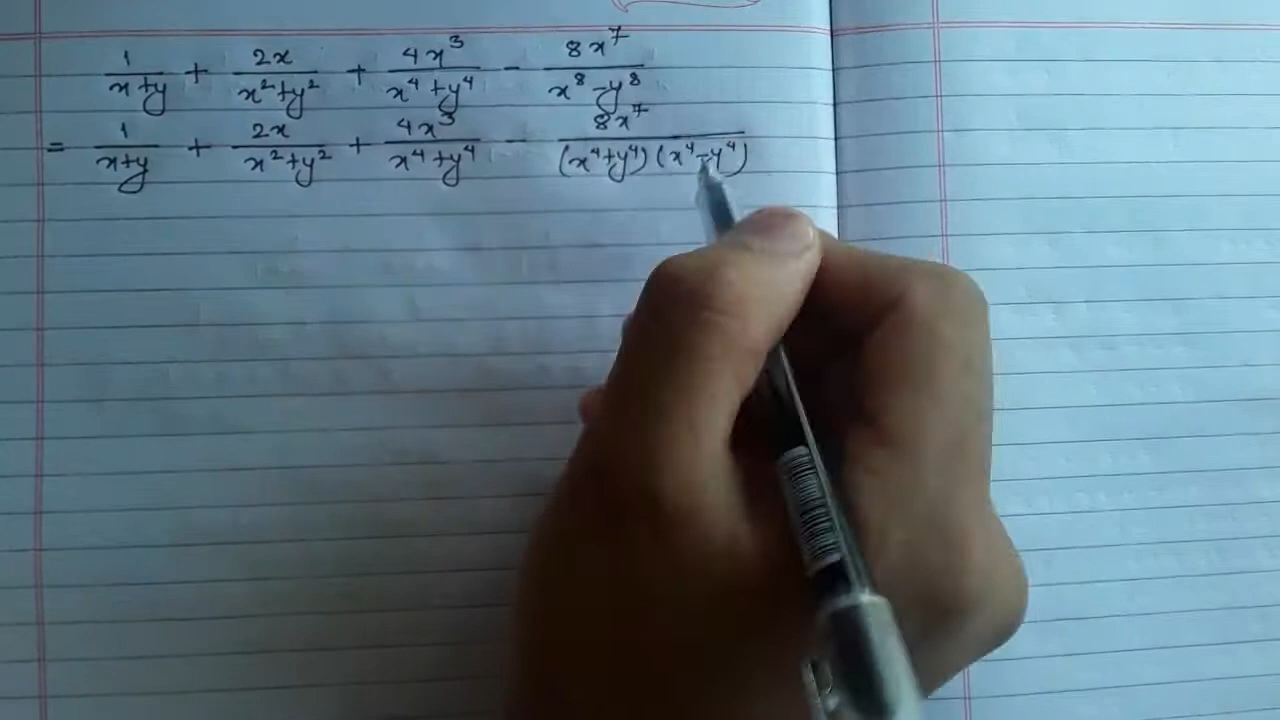 1/(x+y) + 2x/(x²+y²) + 4x³/(x⁴+y⁴) - 8x⁷/(x⁸-y⁸)
= 1/(x+y) + 2x/(x²+y²) + 4x³/(x⁴+y⁴) - 8x⁷/((x⁴+y⁴)(x⁴-y⁴))